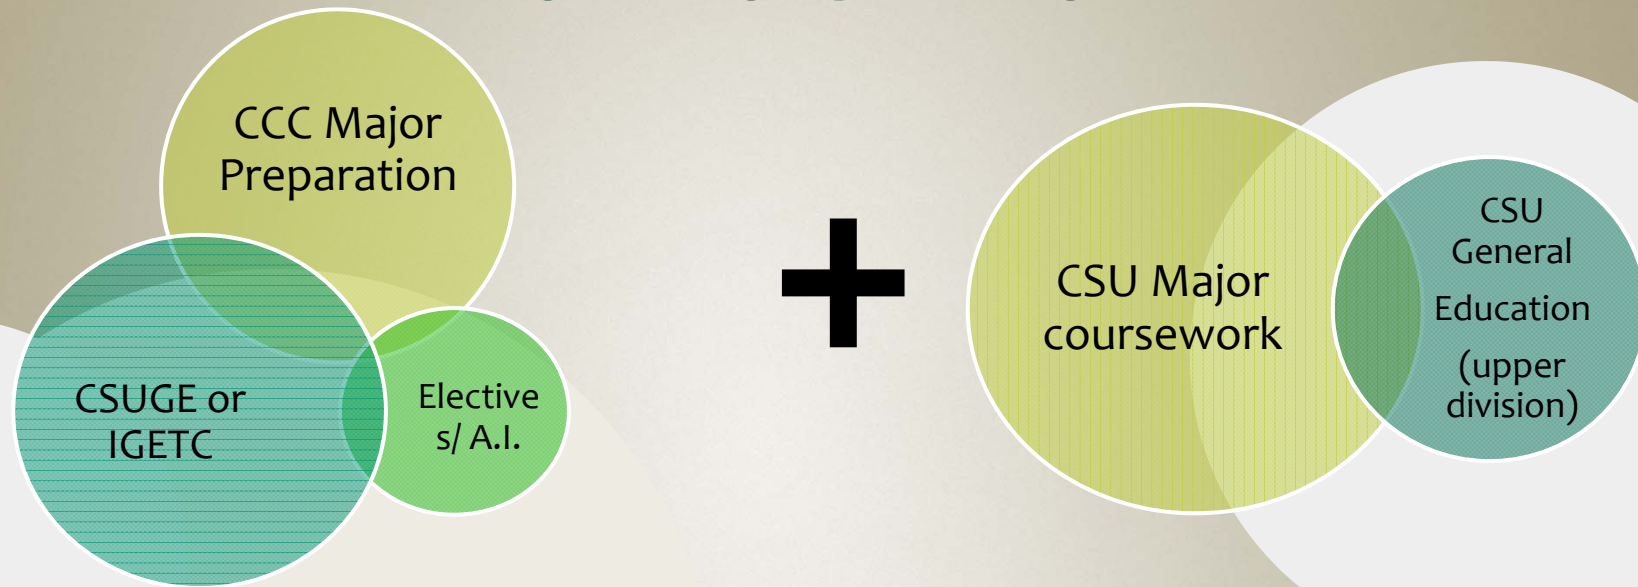 CCC Major
Preparation
CSUGE or
IGETC
Elective
s/ A.I.
+
CSU Major
coursework
CSU
General
Education
(upper
division)